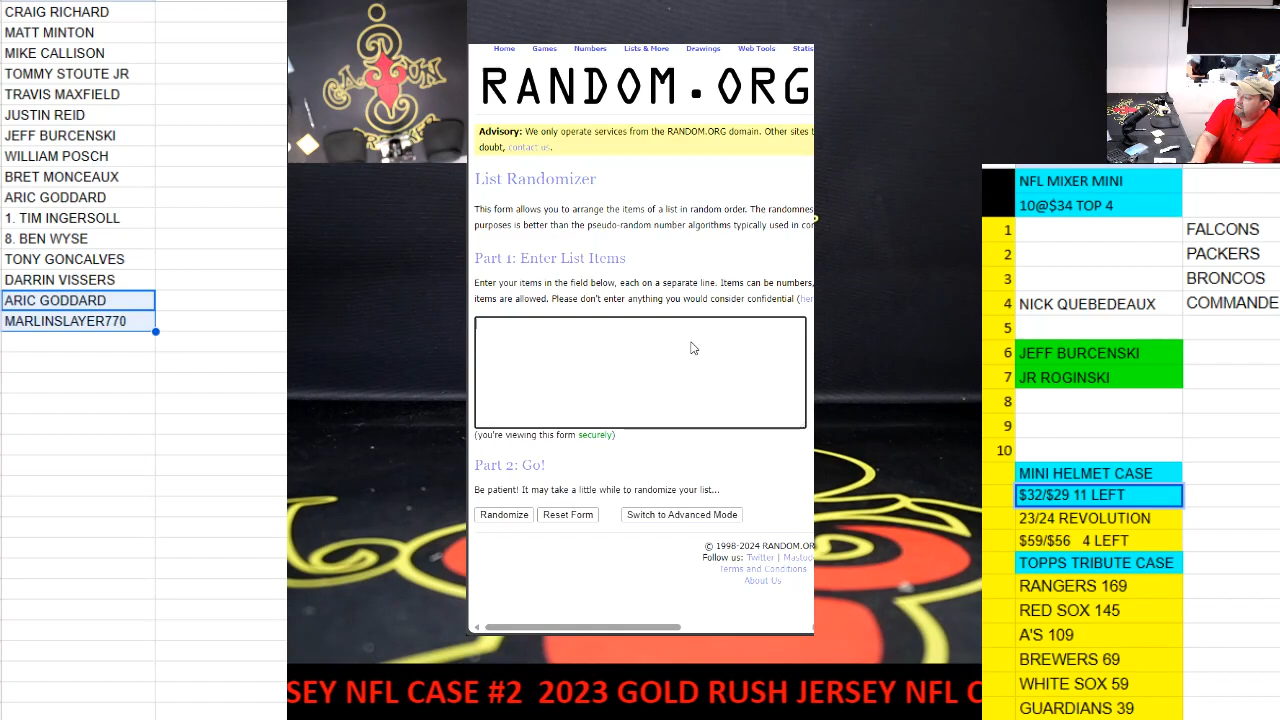 CRAIG RICHARD
MATT MINTON
MIKE CALLISON
TOMMY STOUTE JR
TRAVIS MAXFIELD
JUSTIN REID
JEFF BURCENSKI
WILLIAM POSCH
BRET MONCEAUX
ARIC GODDARD
1. TIM INGERSOLL
8. BEN WYSE
TONY GONCALVES
DARRIN VISSERS
ARIC GODDARD
MARLINSLAYER770
Home Games Numbers Lists & More Drawings Web Tools Statis
RANDOM.ORG
Advisory: We only operate services from the RANDOM.ORG domain. Other sites t
doubt, contact us.
List Randomizer
This form allows you to arrange the items of a list in random order. The randomnes
purposes is better than the pseudo-random number algorithms typically used in co
Part 1: Enter List Items
Enter your items in the field below, each on a separate line. Items can be numbers,
items are allowed. Please don't enter anything you would consider confidential (her
(you're viewing this form securely)
Part 2: Go!
Be patient! It may take a little while to randomize your list...
Randomize Reset Form Switch to Advanced Mode
© 1998-2024 RANDOM.OR
Follow us: Twitter | Mastod
Terms and Conditions
About Us
SEY NFL CASE #2 2023 GOLD RUSH JERSEY NFL C
NFL MIXER MINI
10@$34 TOP 4
1 FALCONS
2 PACKERS
3 BRONCOS
4 NICK QUEBEDEAUX COMMANDE
5
6 JEFF BURCENSKI
7 JR ROGINSKI
8
9
10
MINI HELMET CASE
$32/$29 11 LEFT
23/24 REVOLUTION
$59/$56 4 LEFT
TOPPS TRIBUTE CASE
RANGERS 169
RED SOX 145
A'S 109
BREWERS 69
WHITE SOX 59
GUARDIANS 39